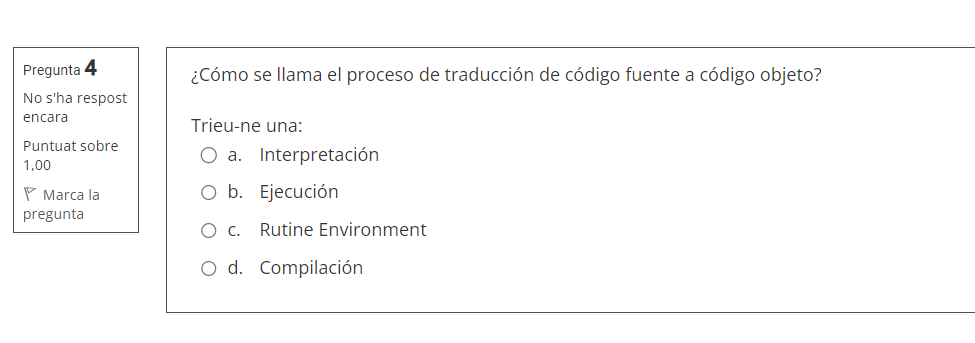 Pregunta 4
No s'ha respost
encara
Puntuat sobre
1,00
Marca la
pregunta
¿Cómo se llama el proceso de traducción de código fuente a código objeto?
Trieu-ne una:
a. Interpretación
b. Ejecución
c. Rutine Environment
d. Compilación